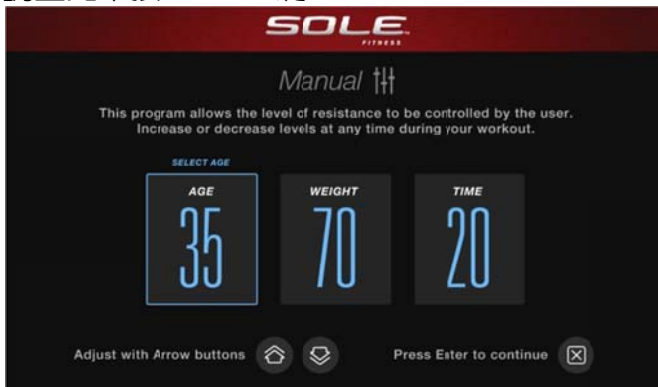 SOLE
FITNESS
Manual
This program allows the level of resistance to be controlled by the user.
Increase or decrease levels at any time during your workout.
SELECT AGE
AGE
35
WEIGHT
70
TIME
20
Adjust with Arrow buttons
Press Enter to continue